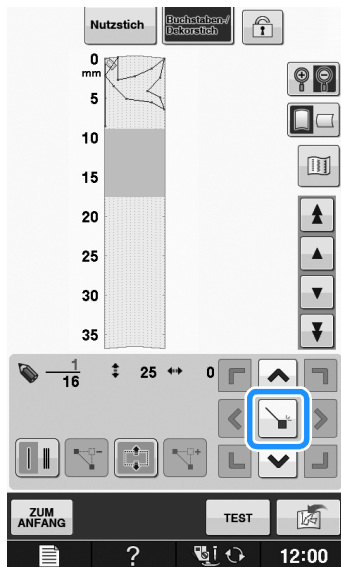 Nutzstich
Buchstaben-/
Dekorstich
0
mm
5
10
15
20
25
30
35
1
16
25
0
ZUM
ANFANG
TEST
?
12:00